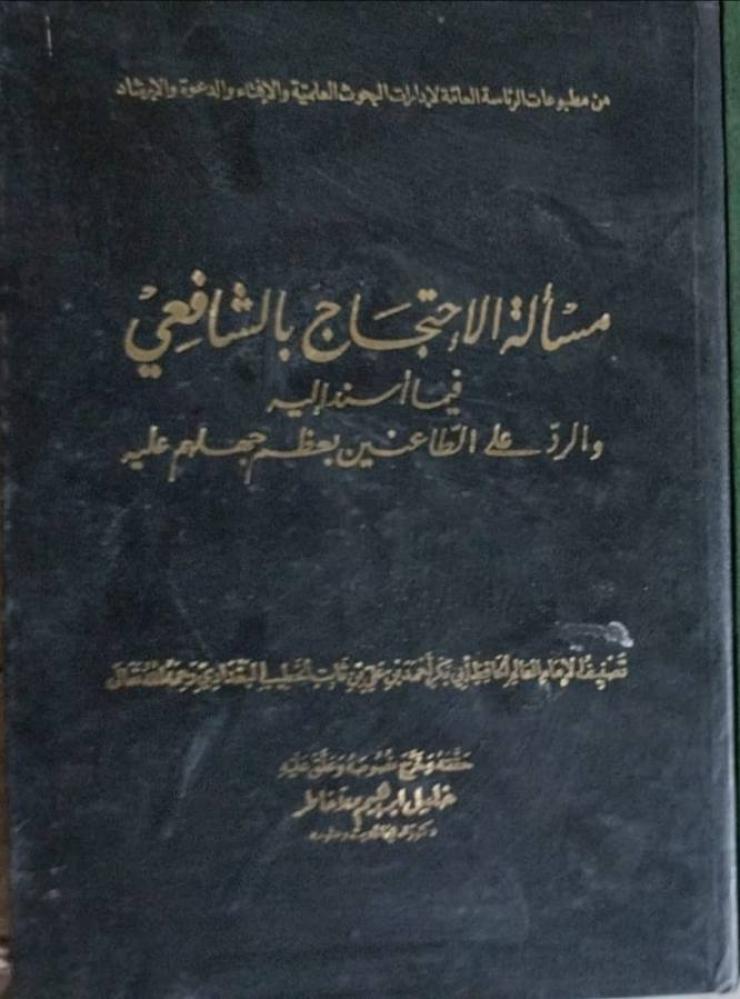 من مطبوعات الرئاسة العامة لإدارات البحوث العلمية والإفتاء والدعوة والإرشاد
مسألة الإحتجاج بالشافعي
فيما أسند إليه
والرد على الطاعنين بعظم جهلهم عليه
تصنيف الإمام العالم الحافظ أبي بكر أحمد بن علي بن ثابت الخطيب البغدادي رحمه الله تعالى
حققه وخرج نصوصه وعلق عليه
خليل إبراهيم ملا خاطر